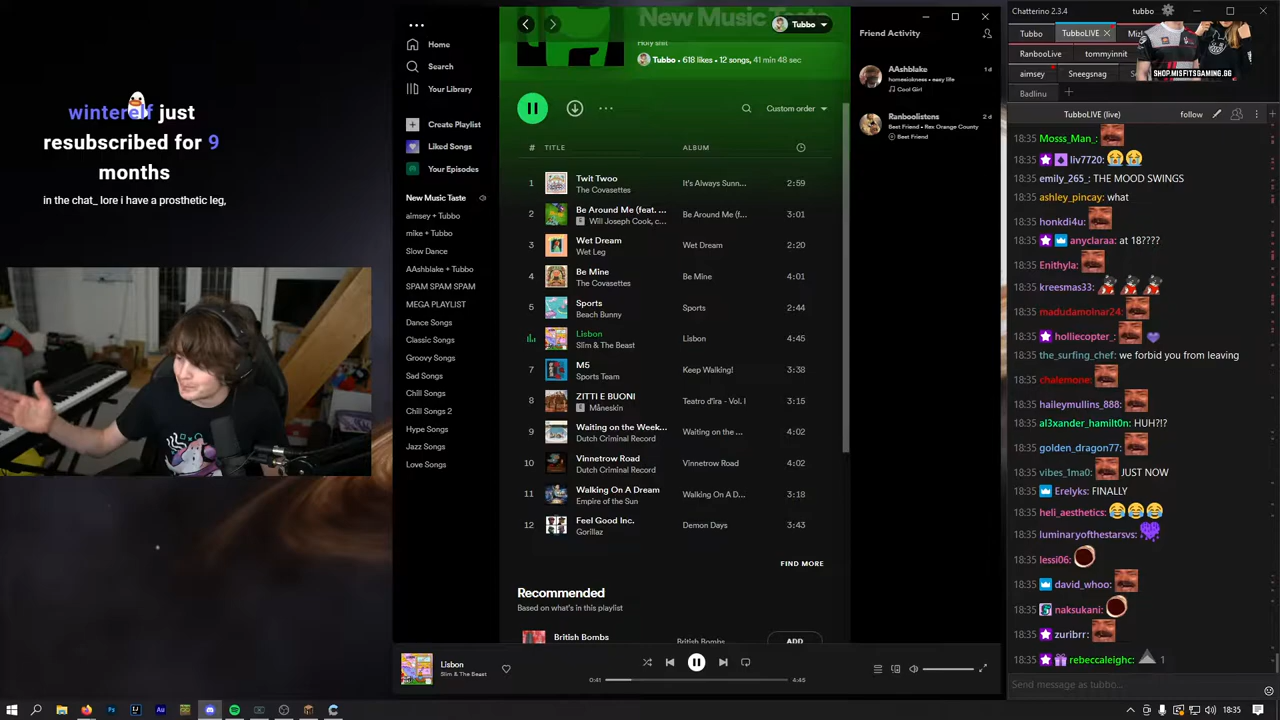 winterelf just
resubscribed for 9
months
in the chat_ lore i have a prosthetic leg,
Home
Search
Your Library
Create Playlist
Liked Songs
Your Episodes
New Music Taste
aimsey + Tubbo
mike + Tubbo
Slow Dance
AAshblake + Tubbo
SPAM SPAM SPAM
MEGA PLAYLIST
Dance Songs
Classic Songs
Groovy Songs
Sad Songs
Chill Songs
Chill Songs 2
Hype Songs
Jazz Songs
Love Songs
New Music Taste
Tubbo
Holy shit
Tubbo • 618 likes • 12 songs, 41 min 48 sec
Custom order
# TITLE ALBUM
1 Twit Twoo The Covasettes It's Always Sunn... 2:59
2 Be Around Me (feat. ... E Will Joseph Cook, c... Be Around Me (f... 3:01
3 Wet Dream Wet Leg Wet Dream 2:20
4 Be Mine The Covasettes Be Mine 4:01
5 Sports Beach Bunny Sports 2:44
Lisbon Slim & The Beast Lisbon 4:45
7 M5 Sports Team Keep Walking! 3:38
8 ZITTI E BUONI E Måneskin Teatro d'ira - Vol. I 3:15
9 Waiting on the Week... Dutch Criminal Record Waiting on the ... 4:02
10 Vinnetrow Road Dutch Criminal Record Vinnetrow Road 4:02
11 Walking On A Dream Empire of the Sun Walking On A D... 3:18
12 Feel Good Inc. Gorillaz Demon Days 3:43
FIND MORE
Recommended
Based on what's in this playlist
British Bombs British Bombs ADD
Lisbon
Slim & The Beast
0:41 4:45
Friend Activity
AAshblake 1 d
homesickness • easy life
Cool Girl
Ranboolistens 2 d
Best Friend • Rex Orange County
Best Friend
Chatterino 2.3.4 tubbo
Tubbo TubboLIVE
RanbooLive tommyinnit
aimsey Sneegsnag
Badlinu
SHOP.MISFITSGAMING.GG
TubboLIVE (live) follow
Mosss_Man_:
18:35 liv7720:
18:35 emily_265_: THE MOOD SWINGS
18:35 ashley_pincay: what
18:35 honkdi4u:
18:35 anyclaraa: at 18????
18:35 Enithyla:
18:35 kreesmas33:
18:35 madudamolnar24:
18:35 holliecopter_:
18:35 the_surfing_chef: we forbid you from leaving
18:35 chalemone:
18:35 haileymullins_888:
18:35 al3xander_hamilt0n: HUH?!?
18:35 golden_dragon77:
18:35 vibes_1ma0: JUST NOW
18:35 Erelyks: FINALLY
18:35 heli_aesthetics:
18:35 luminaryofthestarsvs:
18:35 lessi06:
18:35 david_whoo:
18:35 naksukani:
18:35 zuribrr:
18:35 rebeccaleighc: 1
Send message as tubbo...
18:35